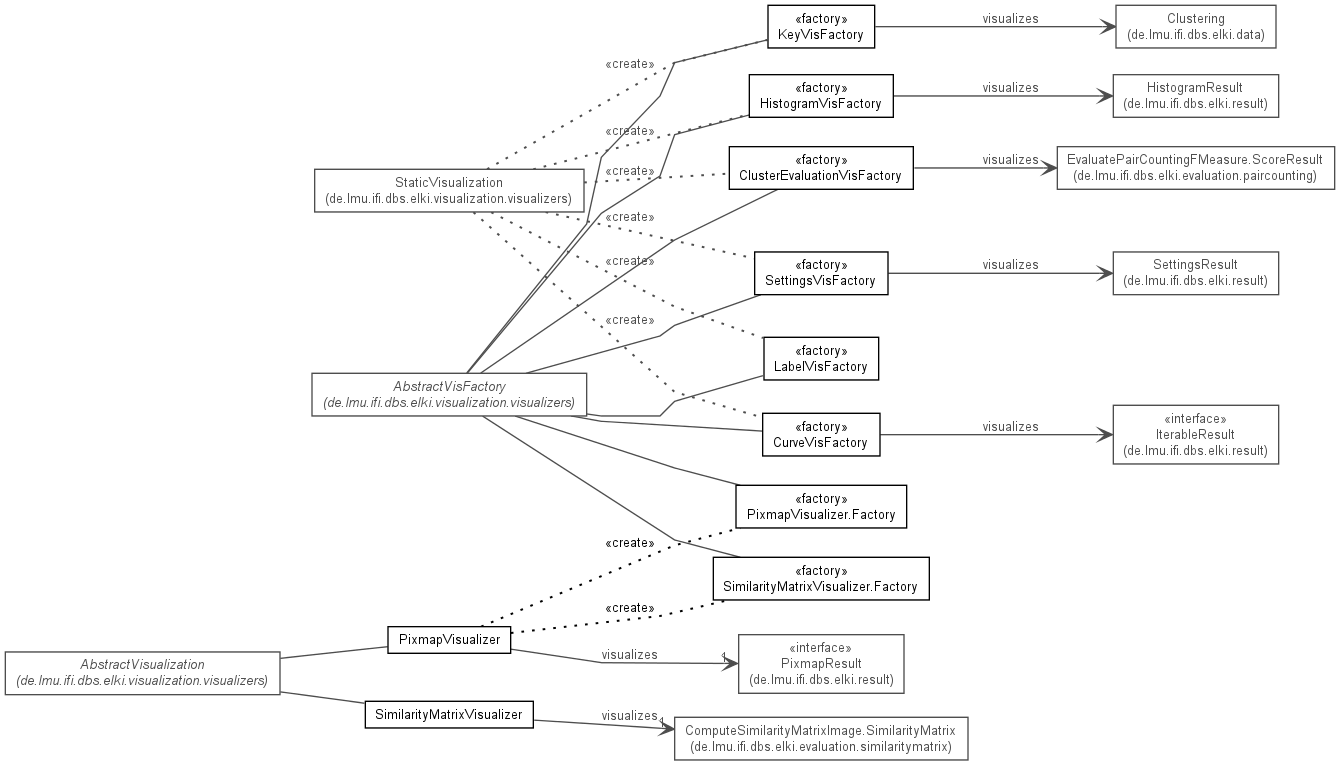 «factory»
KeyVisFactory
visualizes
Clustering
(de.lmu.ifi.dbs.elki.data)
«create»
«factory»
HistogramVisFactory
visualizes
HistogramResult
(de.lmu.ifi.dbs.elki.result)
«create»
StaticVisualization
(de.lmu.ifi.dbs.elki.visualization.visualizers)
«create»
«factory»
ClusterEvaluationVisFactory
visualizes
EvaluatePairCountingFMeasure.ScoreResult
(de.lmu.ifi.dbs.elki.evaluation.paircounting)
«create»
«factory»
SettingsVisFactory
visualizes
SettingsResult
(de.lmu.ifi.dbs.elki.result)
«create»
«factory»
LabelVisFactory
«create»
AbstractVisFactory
(de.lmu.ifi.dbs.elki.visualization.visualizers)
«factory»
CurveVisFactory
visualizes
«interface»
IterableResult
(de.lmu.ifi.dbs.elki.result)
«factory»
PixmapVisualizer.Factory
«create»
«factory»
SimilarityMatrixVisualizer.Factory
«create»
PixmapVisualizer
visualizes
1
«interface»
PixmapResult
(de.lmu.ifi.dbs.elki.result)
AbstractVisualization
(de.lmu.ifi.dbs.elki.visualization.visualizers)
SimilarityMatrixVisualizer
visualizes
1
ComputeSimilarityMatrixImage.SimilarityMatrix
(de.lmu.ifi.dbs.elki.evaluation.similaritymatrix)